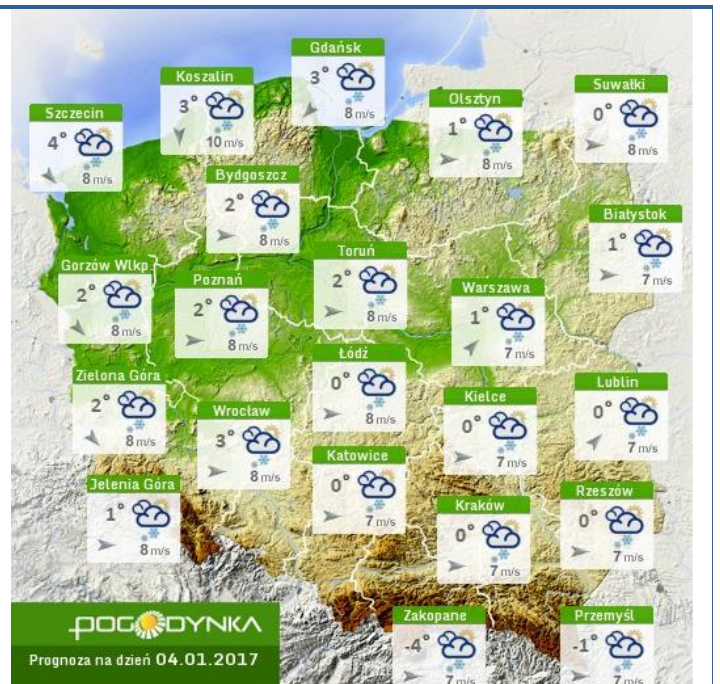 Gdańsk
3°
8 m/s
Koszalin
3°
10 m/s
Suwałki
0°
8 m/s
Olsztyn
1°
8 m/s
Szczecin
4°
8 m/s
Bydgoszcz
2°
8 m/s
Białystok
1°
7 m/s
Toruń
2°
8 m/s
Gorzów Wlkp
2°
8 m/s
Poznań
2°
8 m/s
Warszawa
1°
7 m/s
Łódź
0°
8 m/s
Zielona Góra
2°
8 m/s
Lublin
0°
7 m/s
Kielce
0°
7 m/s
Wrocław
3°
8 m/s
Katowice
0°
7 m/s
Jelenia Góra
1°
8 m/s
Rzeszów
0°
7 m/s
Kraków
0°
7 m/s
Zakopane
-4°
7 m/s
Przemyśl
-1°
7 m/s
POGODYNKA
Prognoza na dzień 04.01.2017